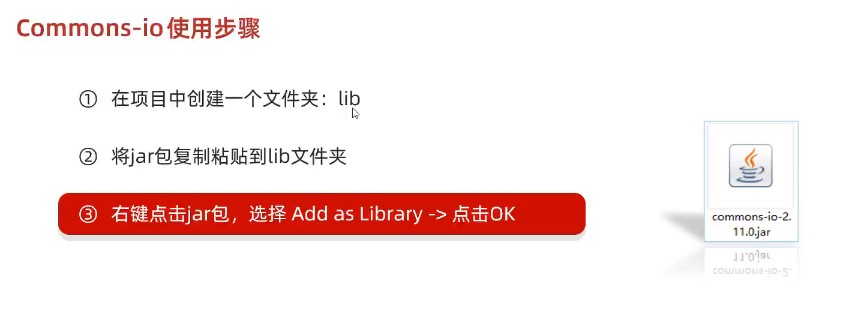 Commons-io使用步骤
① 在项目中创建一个文件夹：lib
② 将jar包复制粘贴到lib文件夹
③ 右键点击jar包，选择 Add as Library -> 点击OK
commons-io-2.
11.0.jar